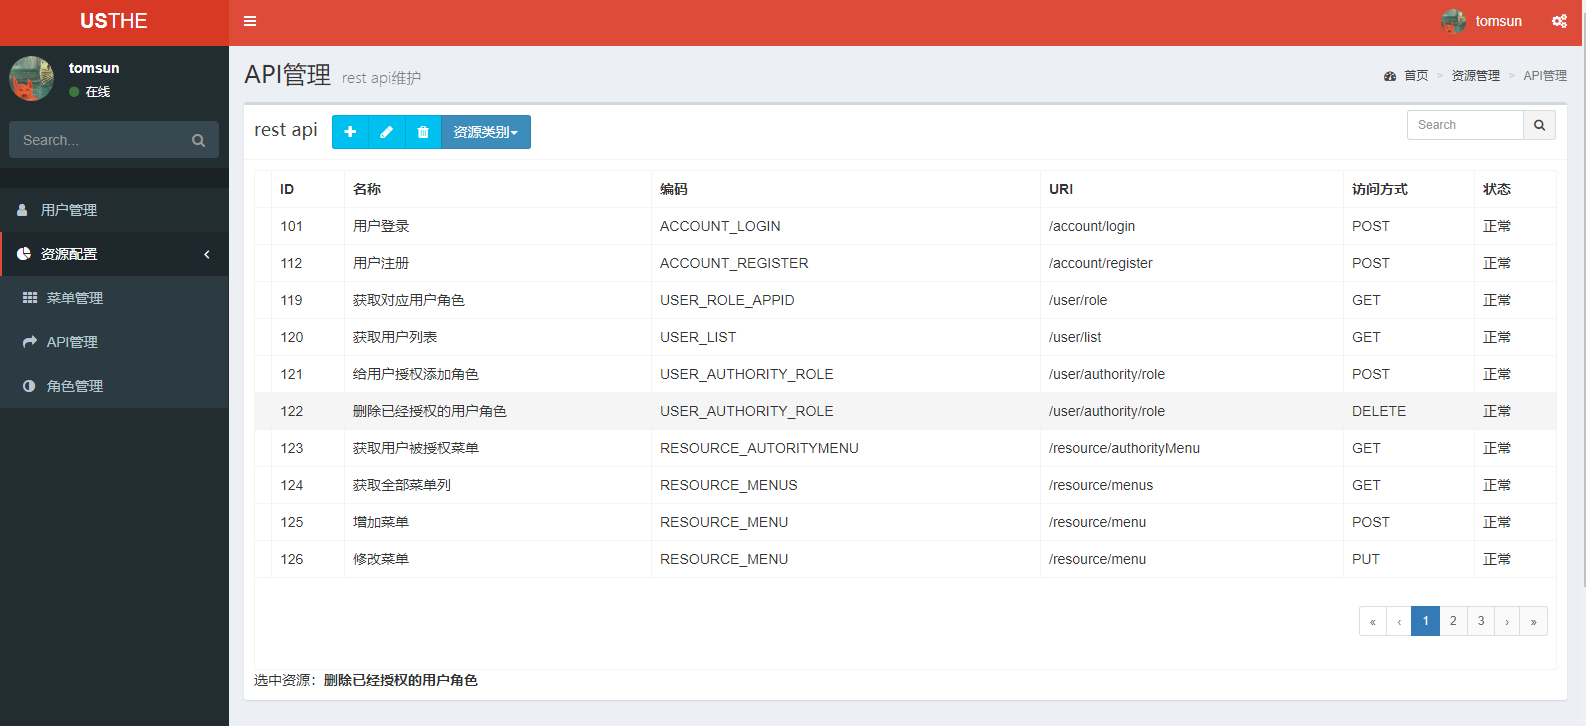 USTHE
tomsun
tomsun
在线
Search...
用户管理
资源配置
菜单管理
API管理
角色管理
API管理 rest api维护
首页 > 资源管理 > API管理
rest api 资源类别
Search
ID 名称 编码 URI 访问方式 状态
101 用户登录 ACCOUNT_LOGIN /account/login POST 正常
112 用户注册 ACCOUNT_REGISTER /account/register POST 正常
119 获取对应用户角色 USER_ROLE_APPID /user/role GET 正常
120 获取用户列表 USER_LIST /user/list GET 正常
121 给用户授权添加角色 USER_AUTHORITY_ROLE /user/authority/role POST 正常
122 删除已经授权的用户角色 USER_AUTHORITY_ROLE /user/authority/role DELETE 正常
123 获取用户被授权菜单 RESOURCE_AUTORITYMENU /resource/authorityMenu GET 正常
124 获取全部菜单列 RESOURCE_MENUS /resource/menus GET 正常
125 增加菜单 RESOURCE_MENU /resource/menu POST 正常
126 修改菜单 RESOURCE_MENU /resource/menu PUT 正常
« ‹ 1 2 3 › »
选中资源：删除已经授权的用户角色